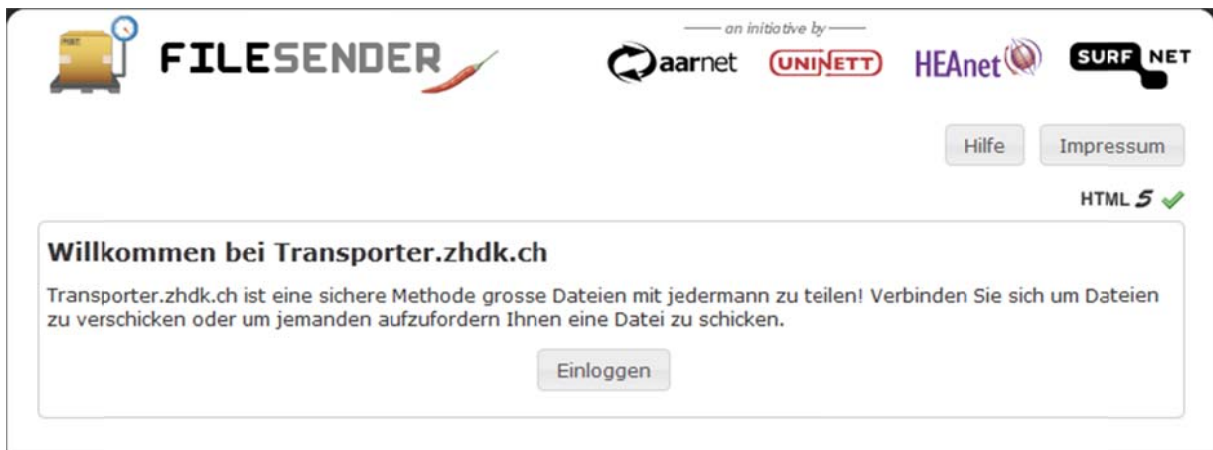 POST
FILESENDER
an initiative by
aarnet UNINETT HEAnet SURF NET
Hilfe Impressum
HTML 5
Willkommen bei Transporter.zhdk.ch
Transporter.zhdk.ch ist eine sichere Methode grosse Dateien mit jedermann zu teilen! Verbinden Sie sich um Dateien
zu verschicken oder um jemanden aufzufordern Ihnen eine Datei zu schicken.
Einloggen